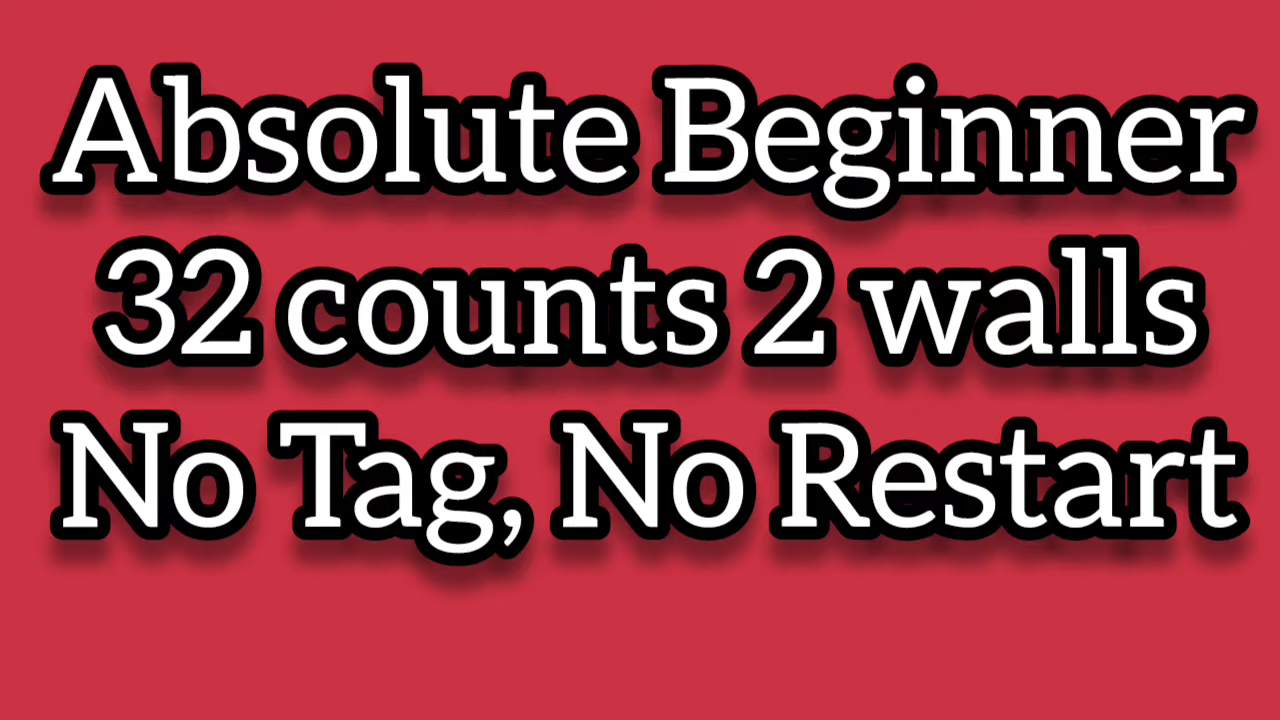 Absolute Beginner
32 counts 2 walls
No Tag, No Restart